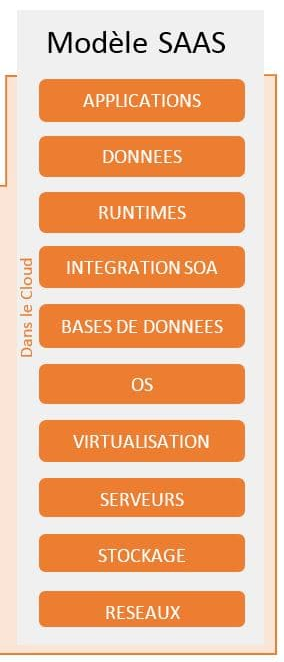 Modèle SAAS
APPLICATIONS
DONNEES
RUNTIMES
INTEGRATION SOA
BASES DE DONNEES
OS
VIRTUALISATION
SERVEURS
STOCKAGE
RESEAUX
Dans le Cloud